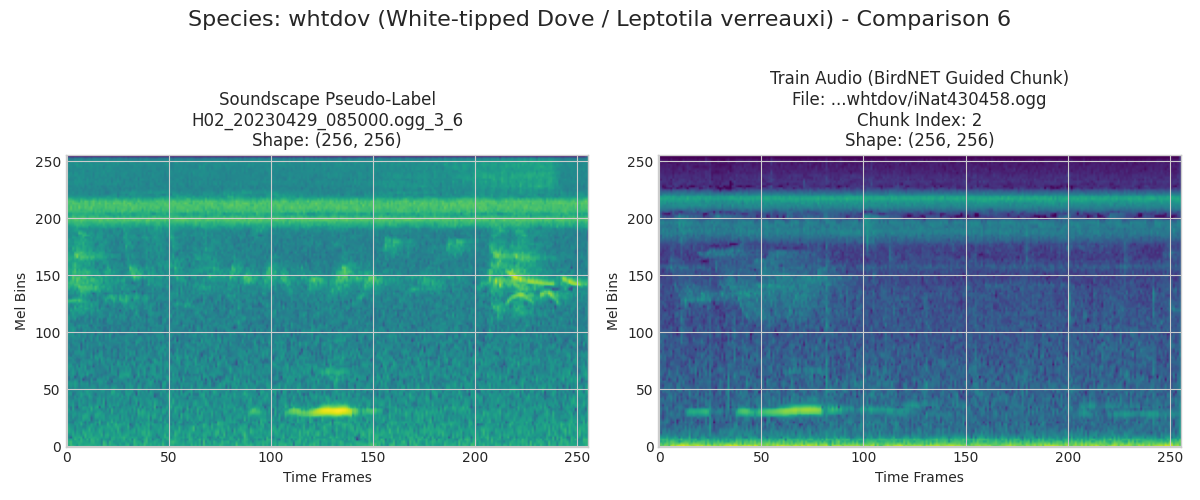 Species: whtdov (White-tipped Dove / Leptotila verreauxi) - Comparison 6
Soundscape Pseudo-Label
H02_20230429_085000.ogg_3_6
Shape: (256, 256)
Mel Bins
250
200
150
100
50
0
0 50 100 150 200 250
Time Frames
Train Audio (BirdNET Guided Chunk)
File: ...whtdov/iNat430458.ogg
Chunk Index: 2
Shape: (256, 256)
Mel Bins
250
200
150
100
50
0
0 50 100 150 200 250
Time Frames